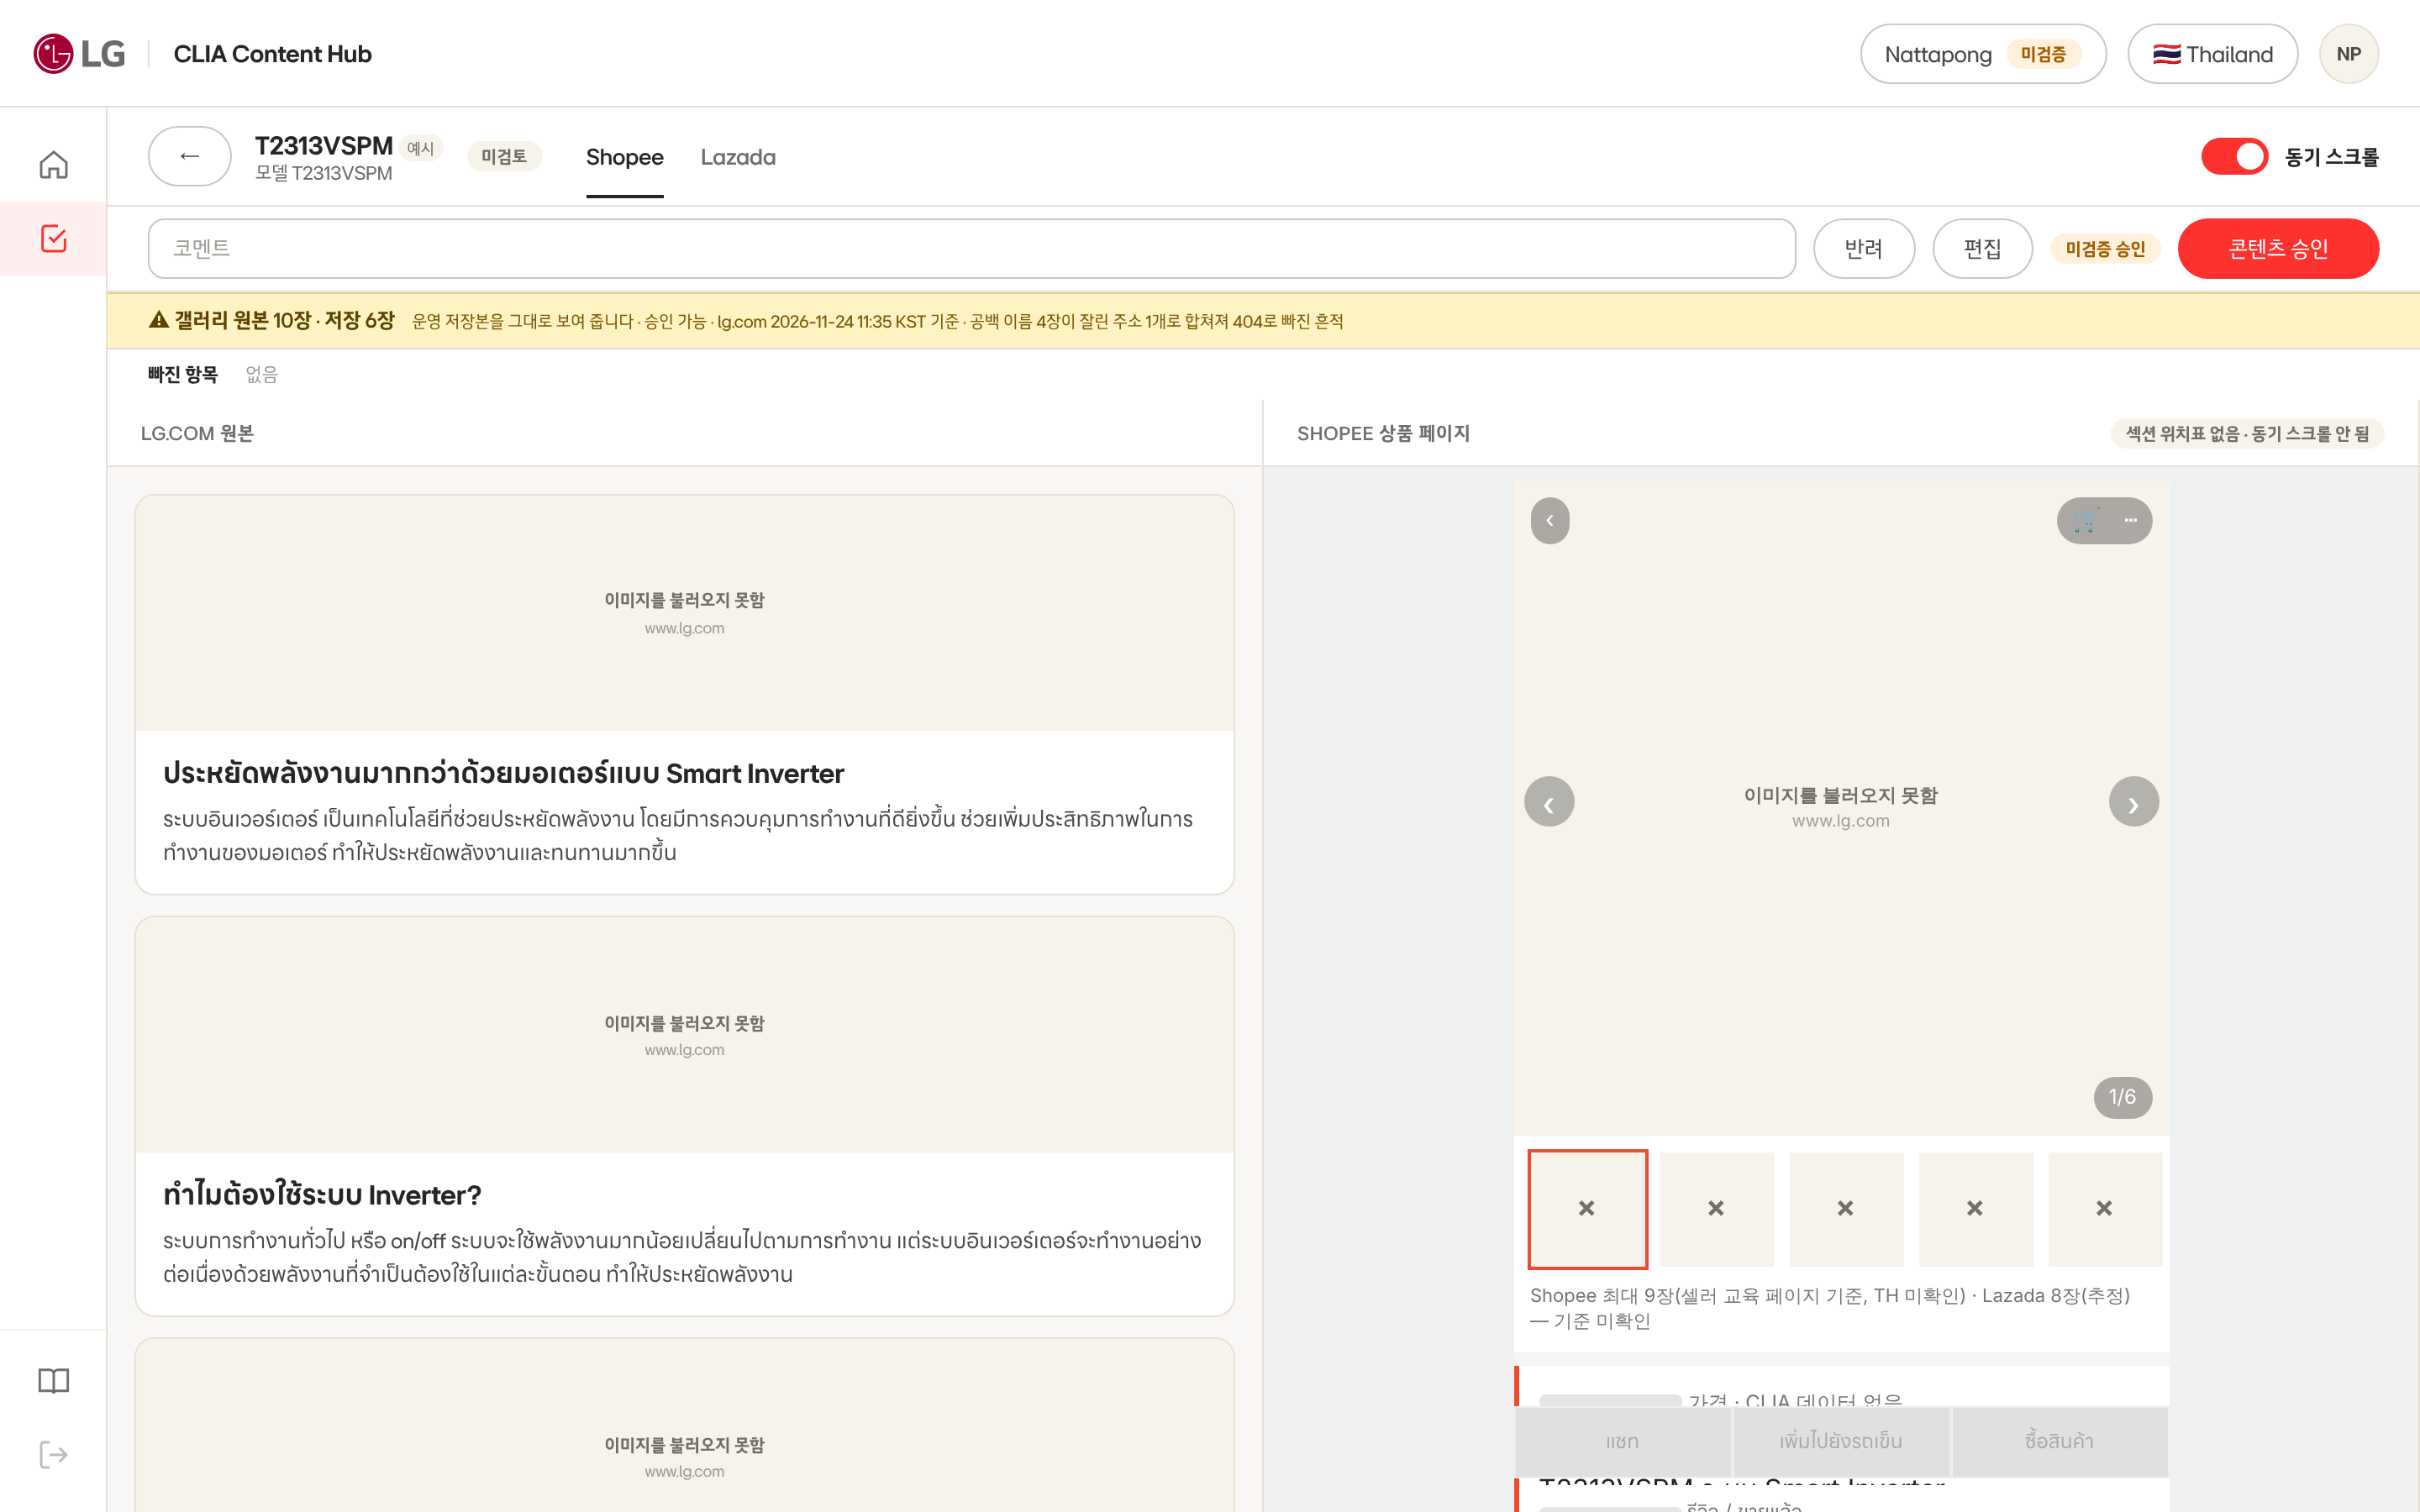 LG
CLIA Content Hub
Nattapong 미검증
Thailand
NP
←
T2313VSPM 예시
모델 T2313VSPM
미검토
Shopee
Lazada
동기 스크롤
코멘트
반려
편집
미검증 승인
콘텐츠 승인
⚠ 갤러리 원본 10장 · 저장 6장 운영 저장본을 그대로 보여 줍니다 · 승인 가능 · lg.com 2026-11-24 11:35 KST 기준 · 공백 이름 4장이 잘린 주소 1개로 합쳐져 404로 빠진 흔적
빠진 항목 없음
LG.COM 원본
이미지를 불러오지 못함
www.lg.com
ประหยัดพลังงานมากกว่าด้วยมอเตอร์แบบ Smart Inverter
ระบบอินเวอร์เตอร์ เป็นเทคโนโลยีที่ช่วยประหยัดพลังงาน โดยมีการควบคุมการทำงานที่ดียิ่งขึ้น ช่วยเพิ่มประสิทธิภาพในการ
ทำงานของมอเตอร์ ทำให้ประหยัดพลังงานและทนทานมากขึ้น
이미지를 불러오지 못함
www.lg.com
ทำไมต้องใช้ระบบ Inverter?
ระบบการทำงานทั่วไป หรือ on/off ระบบจะใช้พลังงานมากน้อยเปลี่ยนไปตามการทำงาน แต่ระบบอินเวอร์เตอร์จะทำงานอย่าง
ต่อเนื่องด้วยพลังงานที่จำเป็นต้องใช้ในแต่ละขั้นตอน ทำให้ประหยัดพลังงาน
이미지를 불러오지 못함
www.lg.com
SHOPEE 상품 페이지
섹션 위치표 없음 · 동기 스크롤 안 됨
이미지를 불러오지 못함
www.lg.com
1/6
Shopee 최대 9장(셀러 교육 페이지 기준, TH 미확인) · Lazada 8장(추정)
— 기준 미확인
가격 · CLIA 데이터 없음
แชท
เพิ่มไปยังรถเข็น
ซื้อสินค้า
T2313VSPM ระบบ Smart Inverter